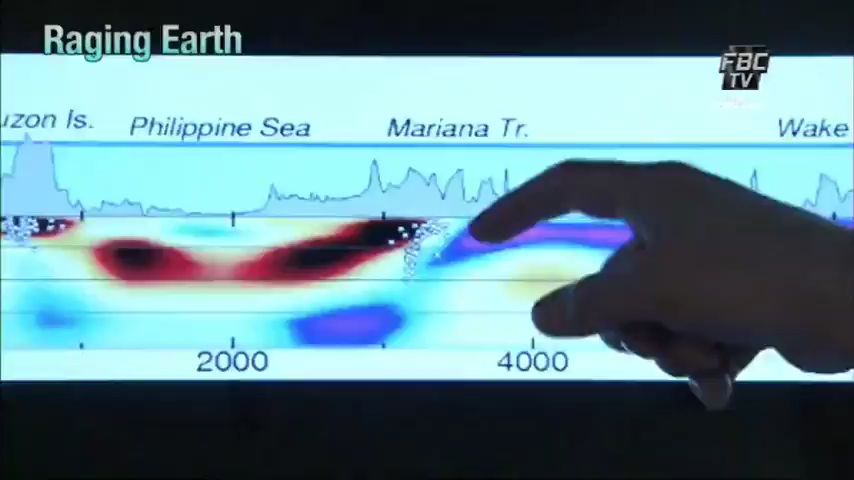 Raging Earth
FBC
TV
uzon Is.
Philippine Sea
Mariana Tr.
Wake
2000
4000